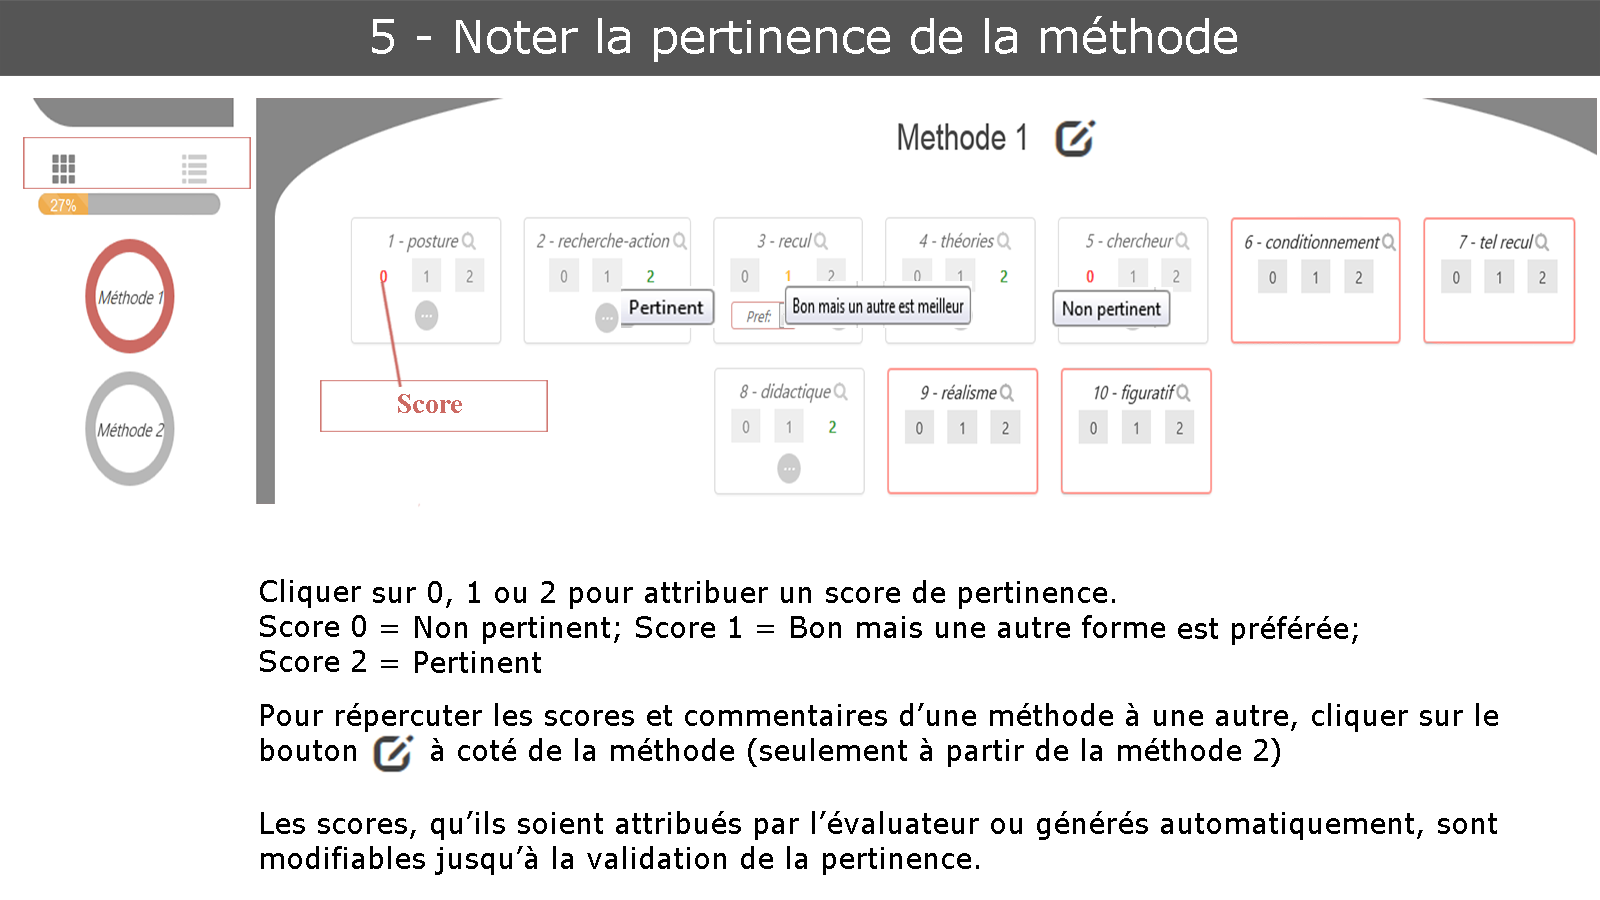 5 - Noter la pertinence de la méthode
Methode 1
27%
Méthode 1
Méthode 2
1 - posture
0 1 2
...
2 - recherche-action
0 1 2
...
Pertinent
3 - recul
0 1 2
Pref:
Bon mais un autre est meilleur
4 - théories
0 1 2
5 - chercheur
0 1 2
Non pertinent
6 - conditionnement
0 1 2
7 - tel recul
0 1 2
Score
8 - didactique
0 1 2
...
9 - réalisme
0 1 2
10 - figuratif
0 1 2
Cliquer sur 0, 1 ou 2 pour attribuer un score de pertinence.
Score 0 = Non pertinent; Score 1 = Bon mais une autre forme est préférée;
Score 2 = Pertinent
Pour répercuter les scores et commentaires d’une méthode à une autre, cliquer sur le
bouton à coté de la méthode (seulement à partir de la méthode 2)
Les scores, qu’ils soient attribués par l’évaluateur ou générés automatiquement, sont
modifiables jusqu’à la validation de la pertinence.